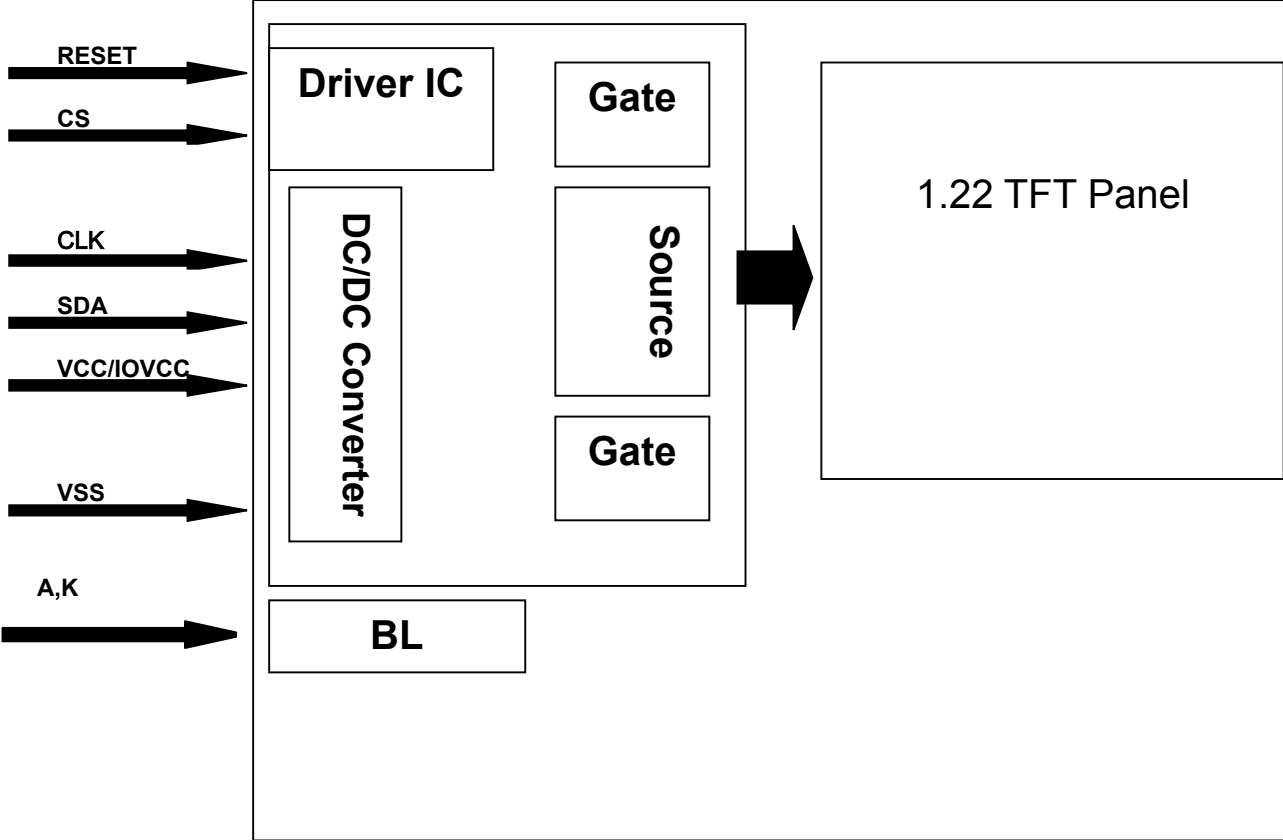 RESET
CS
CLK
SDA
VCC/IOVCC
VSS
A,K
Driver IC
DC/DC Converter
Gate
Source
Gate
BL
1.22 TFT Panel